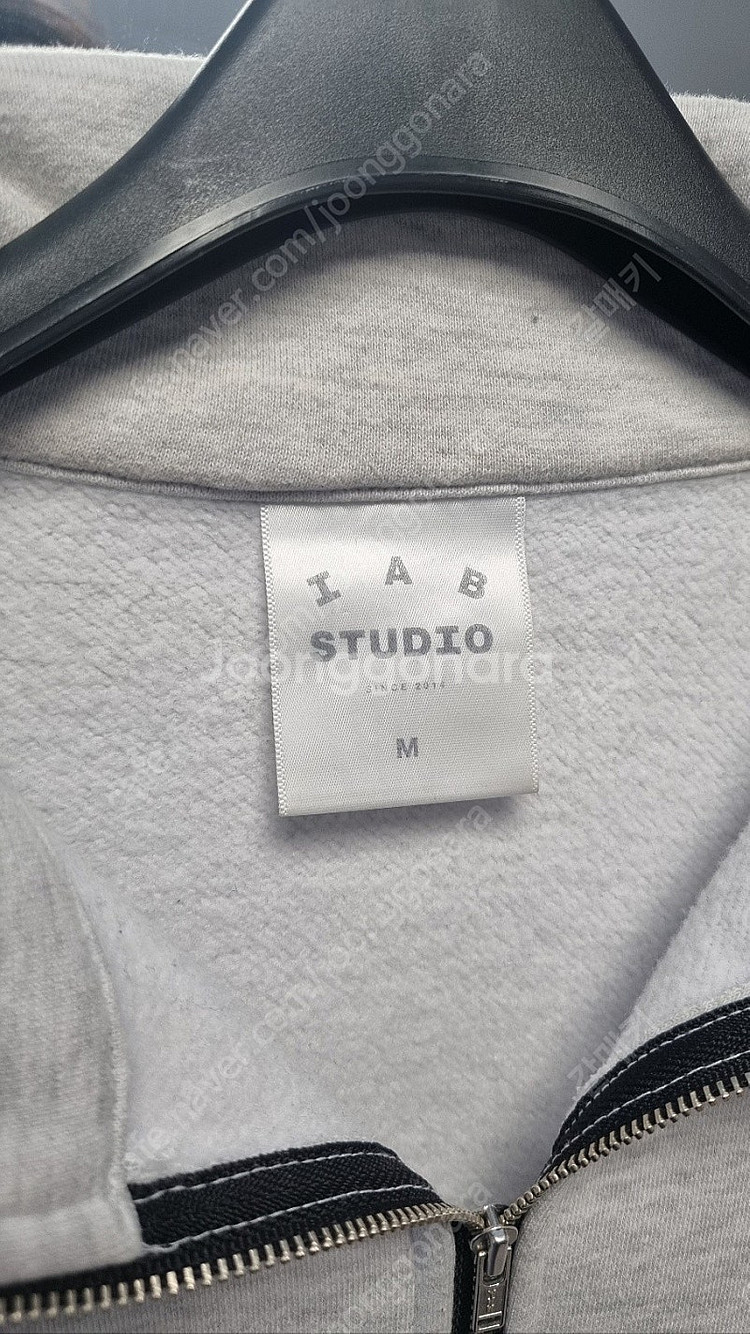 I A B
STUDIO
SINCE 2014
M
Joonggonara
cafe.naver.com/joonggonara